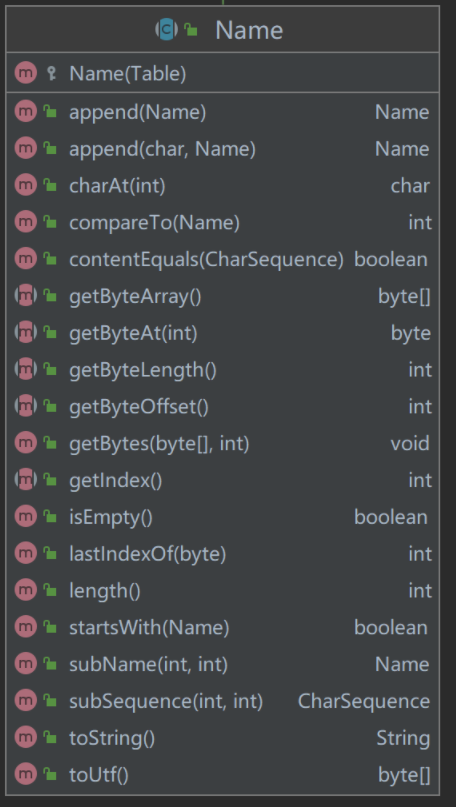 Name
Name(Table)
append(Name) Name
append(char, Name) Name
charAt(int) char
compareTo(Name) int
contentEquals(CharSequence) boolean
getByteArray() byte[]
getByteAt(int) byte
getByteLength() int
getByteOffset() int
getBytes(byte[], int) void
getIndex() int
isEmpty() boolean
lastIndexOf(byte) int
length() int
startsWith(Name) boolean
subName(int, int) Name
subSequence(int, int) CharSequence
toString() String
toUtf() byte[]